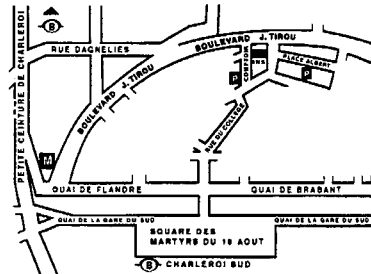 B
RUE DAGNELIES
BOULEVARD J. TIROU
COMPTOIR
PLACE ALBERT
P
P
PETITE CEINTURE DE CHARLEROI
BOULEVARD J. TIROU
RUE DU COLLEGE
M
QUAI DE FLANDRE
QUAI DE BRABANT
QUAI DE LA GARE DU SUD
QUAI DE LA GARE DU SUD
SQUARE DES
MARTYRS DU 18 AOUT
B CHARLEROI SUD